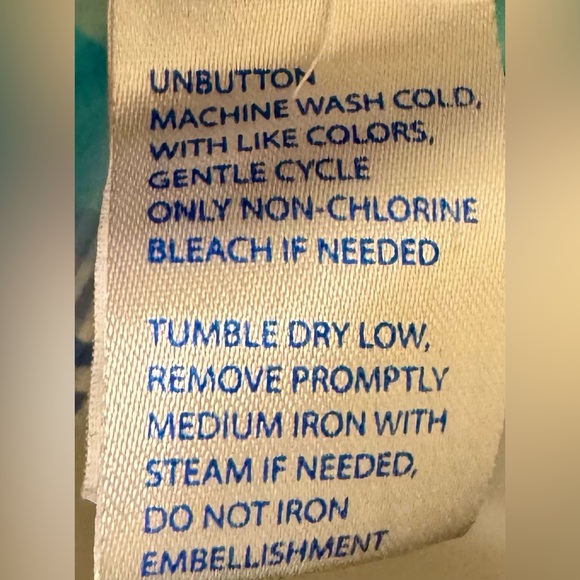 UNBUTTON
MACHINE WASH COLD,
WITH LIKE COLORS,
GENTLE CYCLE
ONLY NON-CHLORINE
BLEACH IF NEEDED
TUMBLE DRY LOW,
REMOVE PROMPTLY
MEDIUM IRON WITH
STEAM IF NEEDED,
DO NOT IRON
EMBELLISHMENT